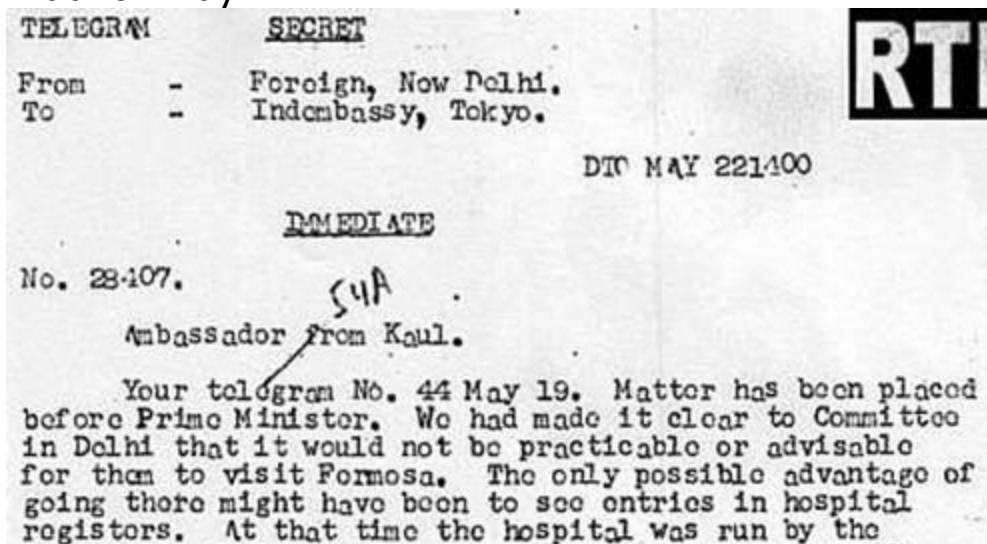 TELEGRAM SECRET
RTI
From - Foreign, New Delhi.
To - Indembassy, Tokyo.
DTO MAY 221400
IMMEDIATE
No. 28407.
54A
Ambassador from Kaul.
Your telegram No. 44 May 19. Matter has been placed
before Prime Minister. We had made it clear to Committee
in Delhi that it would not be practicable or advisable
for them to visit Formosa. The only possible advantage of
going there might have been to see entries in hospital
registers. At that time the hospital was run by the